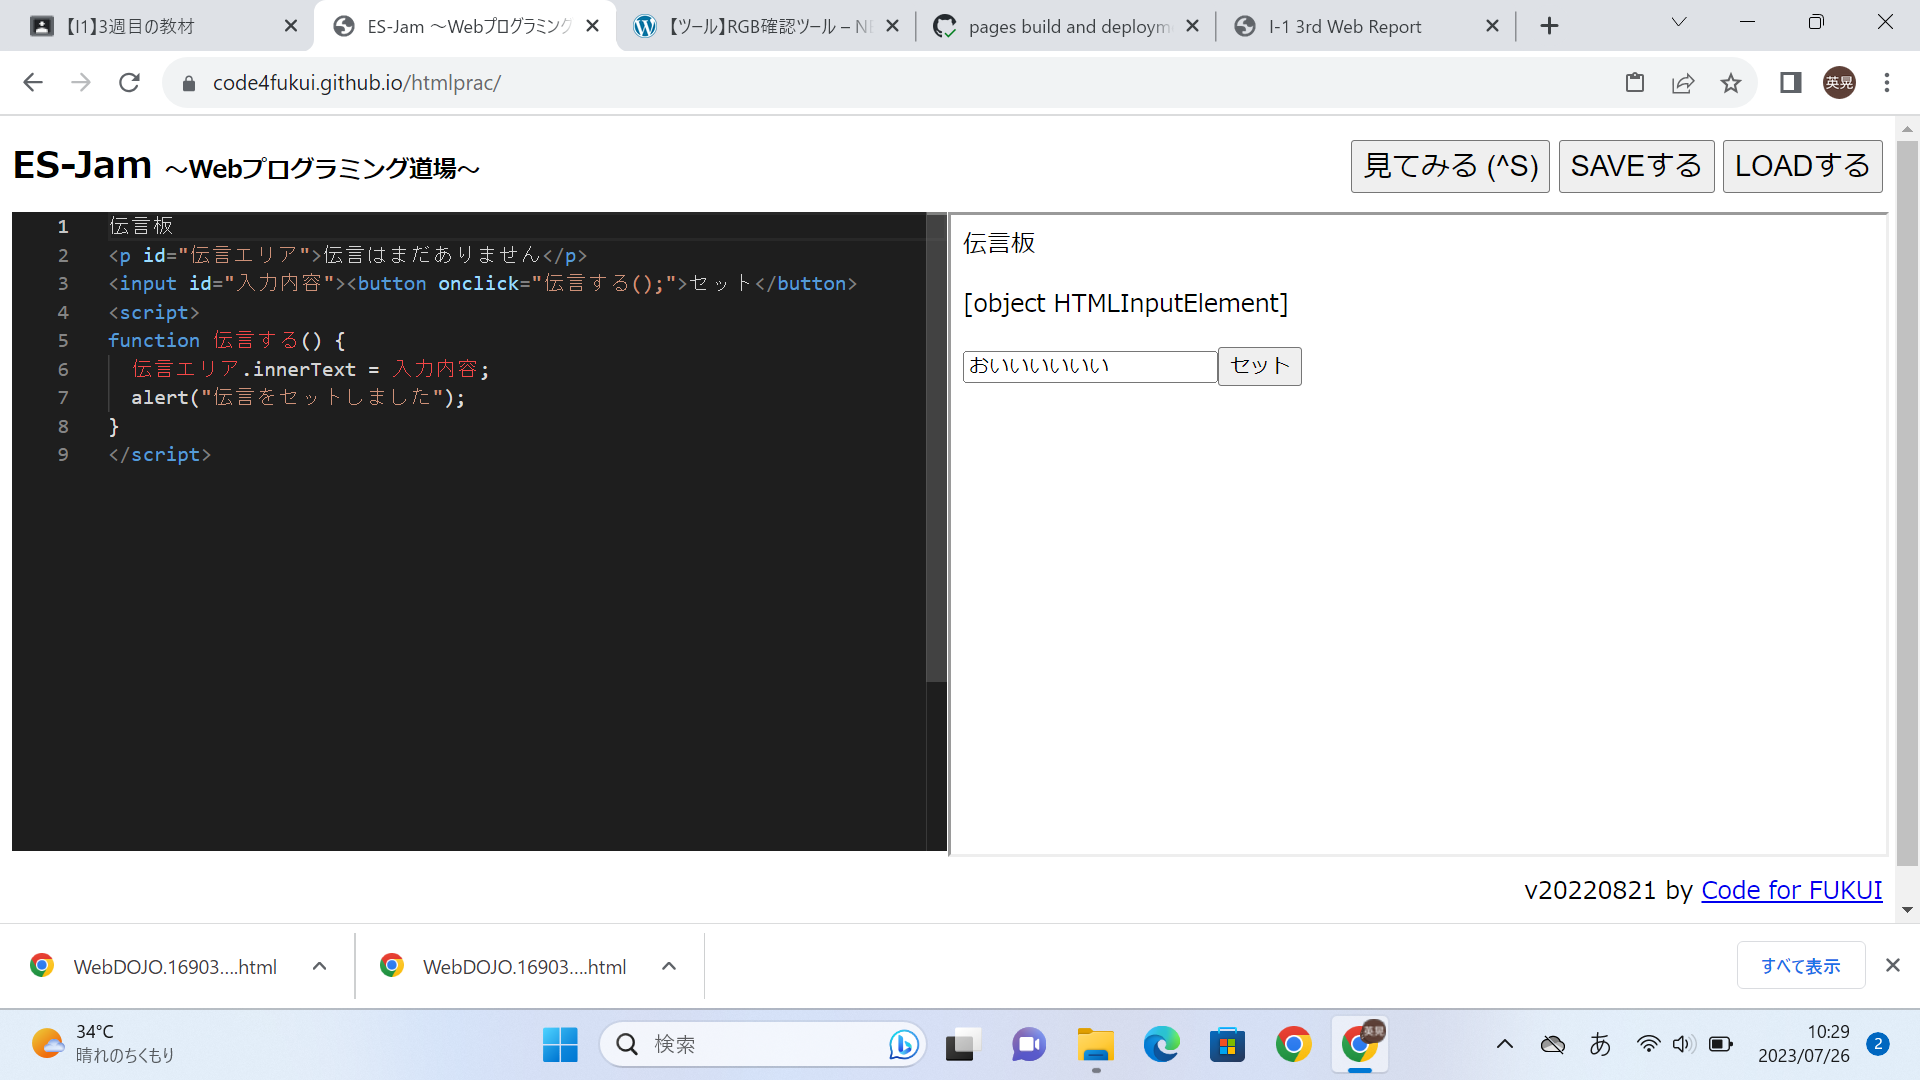 【I1】3週目の教材
ES-Jam ～Webプログラミング
【ツール】RGB確認ツール – NE
pages build and deploym
I-1 3rd Web Report
code4fukui.github.io/htmlprac/
英晃
ES-Jam ～Webプログラミング道場～
見てみる (^S)
SAVEする
LOADする
1 伝言板
2 <p id="伝言エリア">伝言はまだありません</p>
3 <input id="入力内容"><button onclick="伝言する();">セット</button>
4 <script>
5 function 伝言する() {
6   伝言エリア.innerText = 入力内容;
7   alert("伝言をセットしました");
8 }
9 </script>
伝言板
[object HTMLInputElement]
おいいいいいい セット
v20220821 by Code for FUKUI
WebDOJO.16903....html
WebDOJO.16903....html
すべて表示
34°C
晴れのちくもり
検索
英晃
あ
10:29
2023/07/26
2